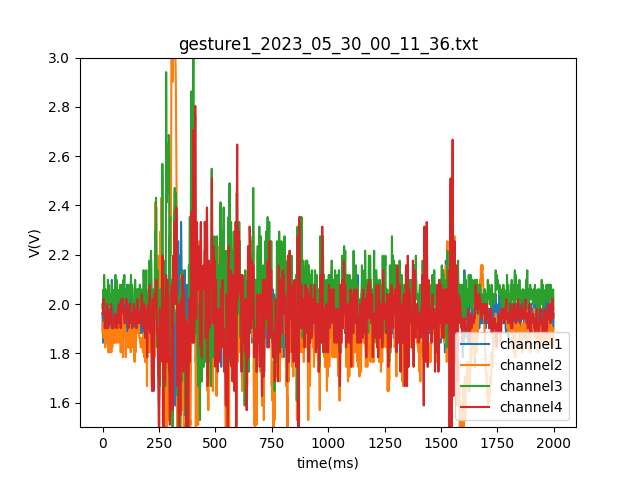 gesture1_2023_05_30_00_11_36.txt
3.0
2.8
2.6
2.4
2.2
2.0
1.8
1.6
V(V)
0 250 500 750 1000 1250 1500 1750 2000
time(ms)
channel1
channel2
channel3
channel4